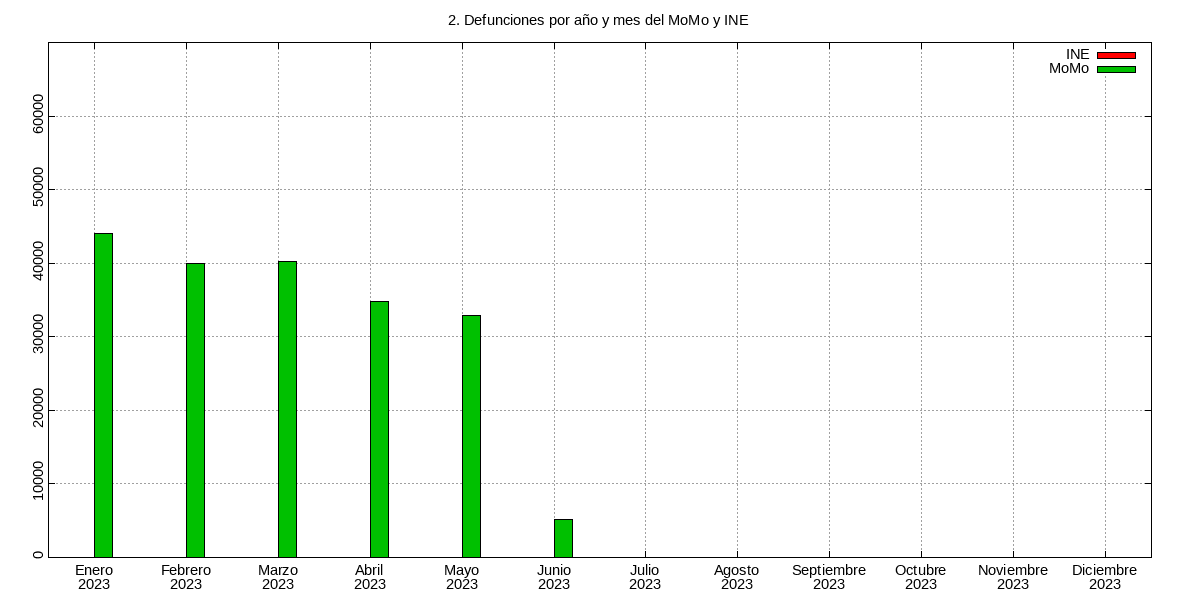 2. Defunciones por año y mes del MoMo y INE
INE
MoMo
60000
50000
40000
30000
20000
10000
0
Enero Febrero Marzo Abril Mayo Junio Julio Agosto Septiembre Octubre Noviembre Diciembre
2023 2023 2023 2023 2023 2023 2023 2023 2023 2023 2023 2023